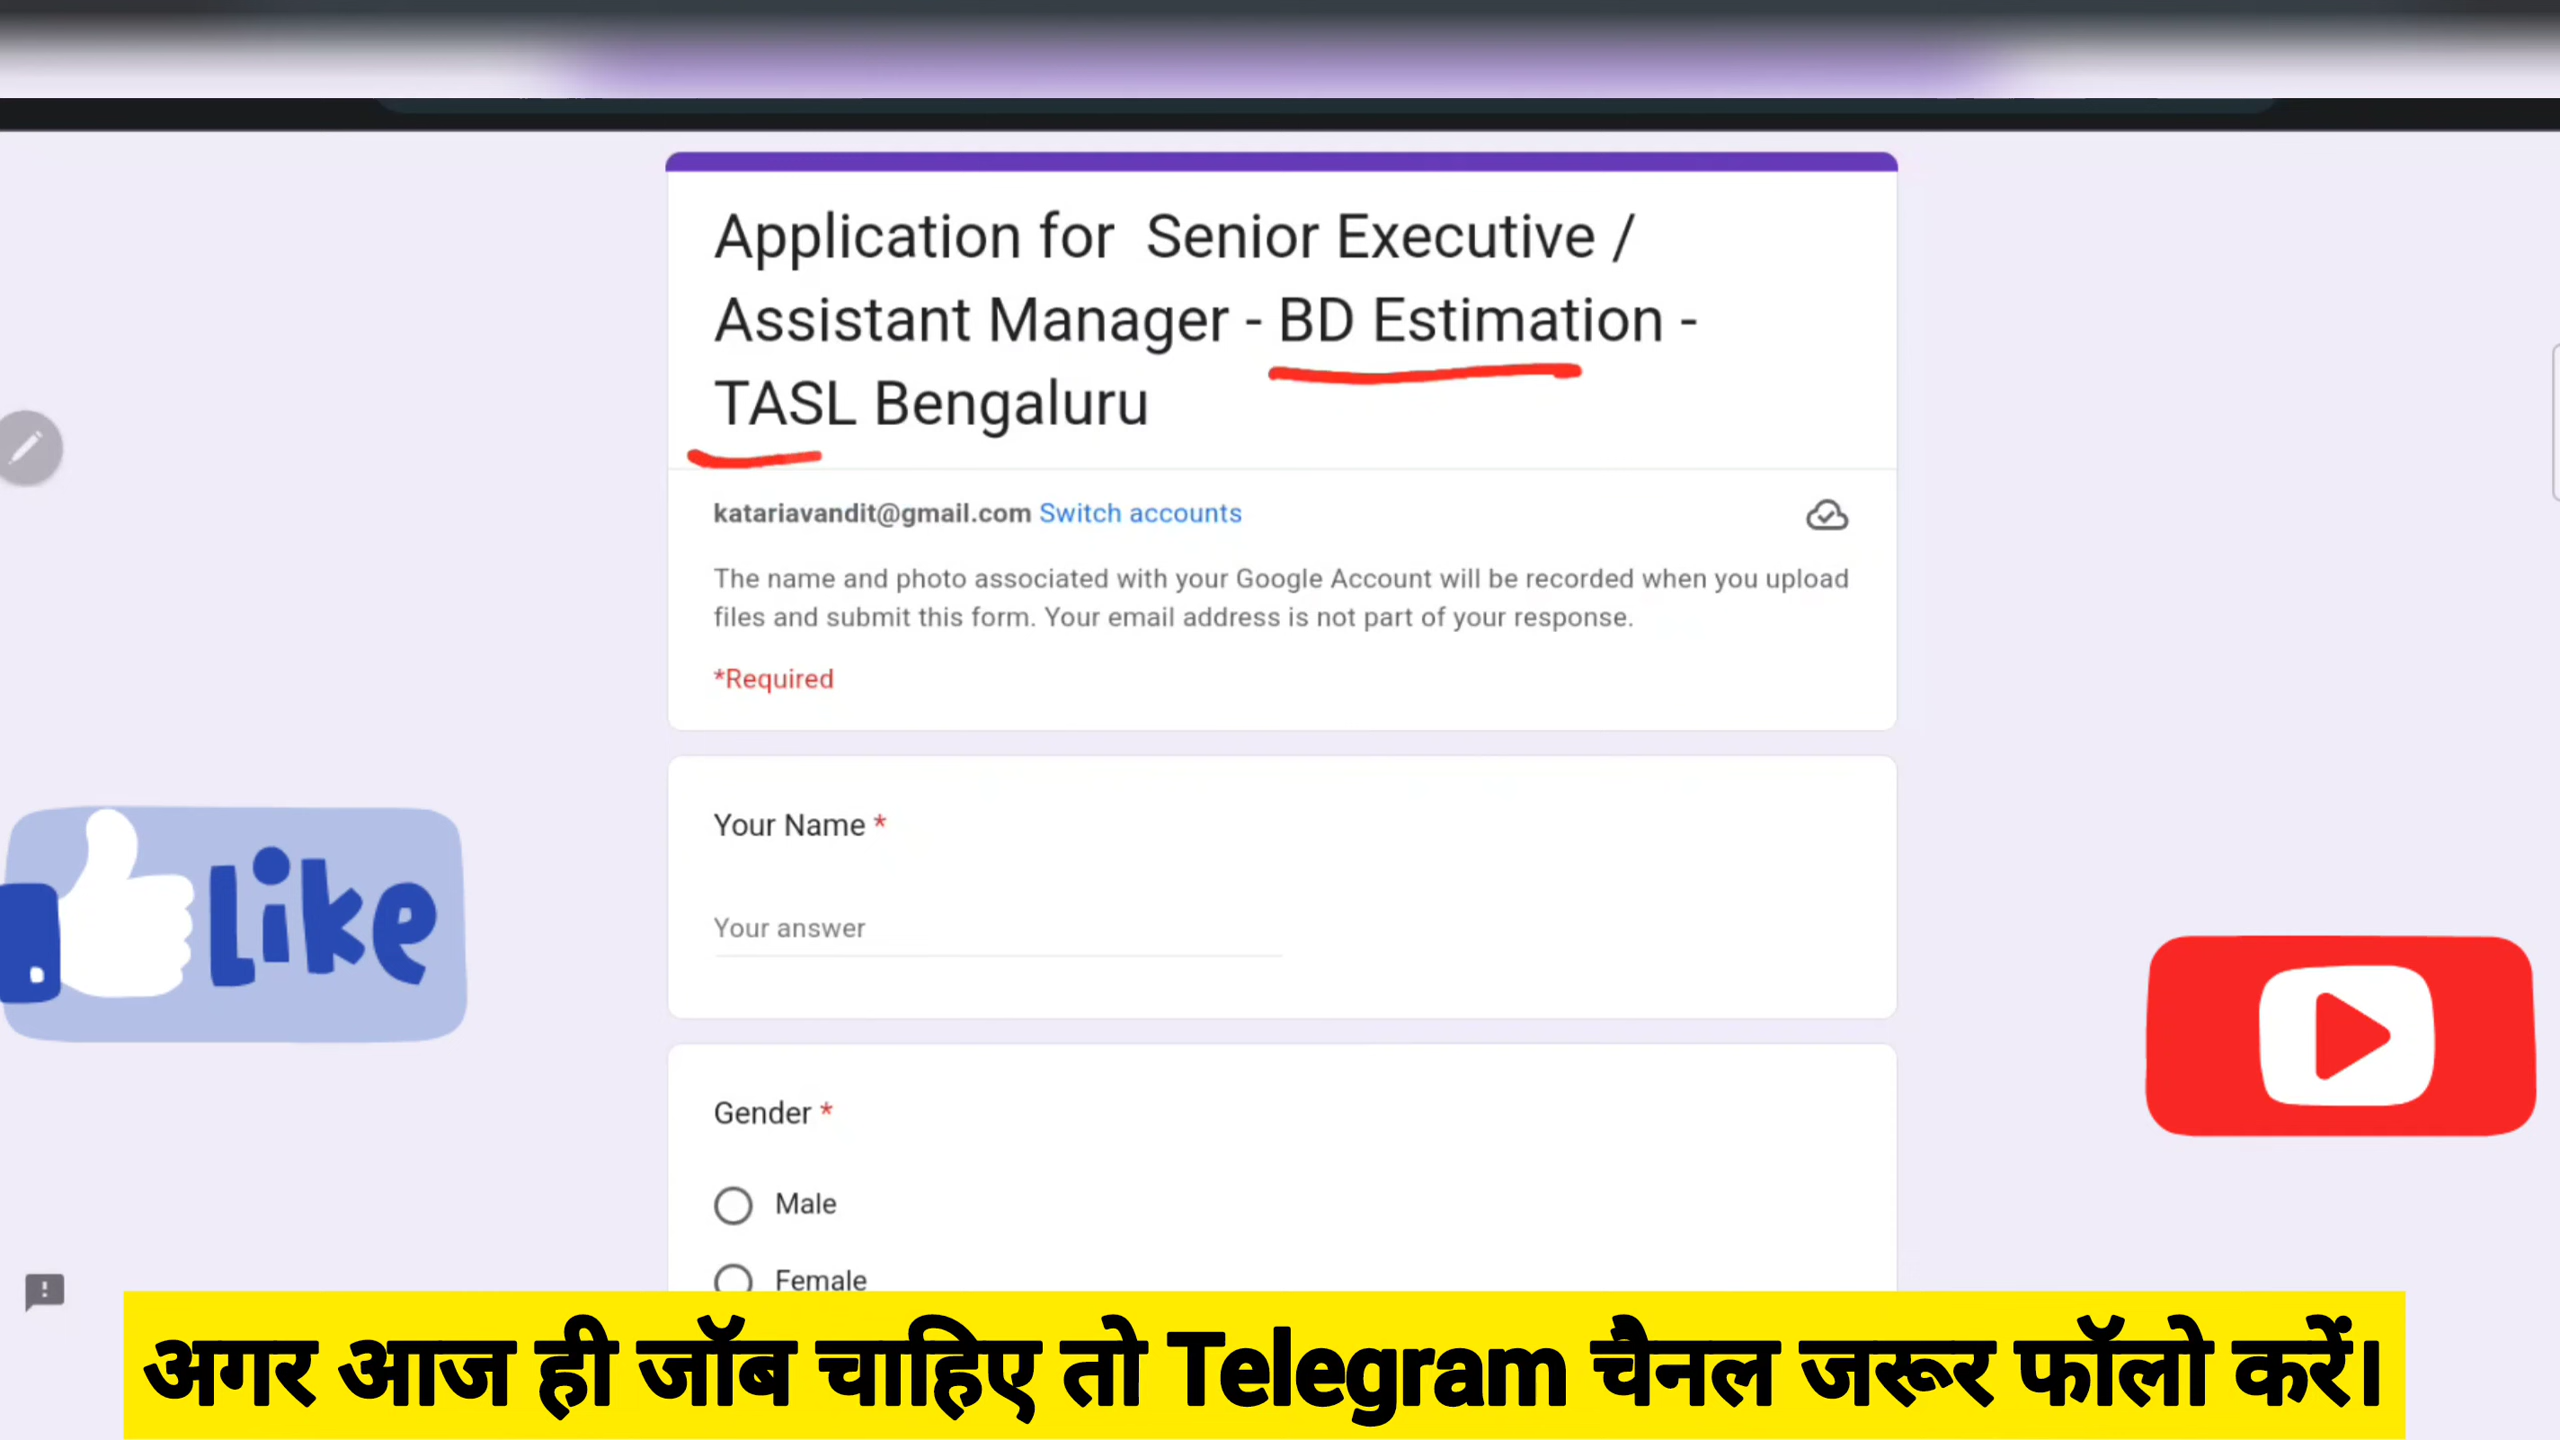 Application for Senior Executive /
Assistant Manager - BD Estimation -
TASL Bengaluru
katariavandit@gmail.com Switch accounts
The name and photo associated with your Google Account will be recorded when you upload
files and submit this form. Your email address is not part of your response.
*Required
Your Name *
Your answer
Like
Gender *
Male
Female
अगर आज ही जॉब चाहिए तो Telegram चैनल जरूर फॉलो करें।